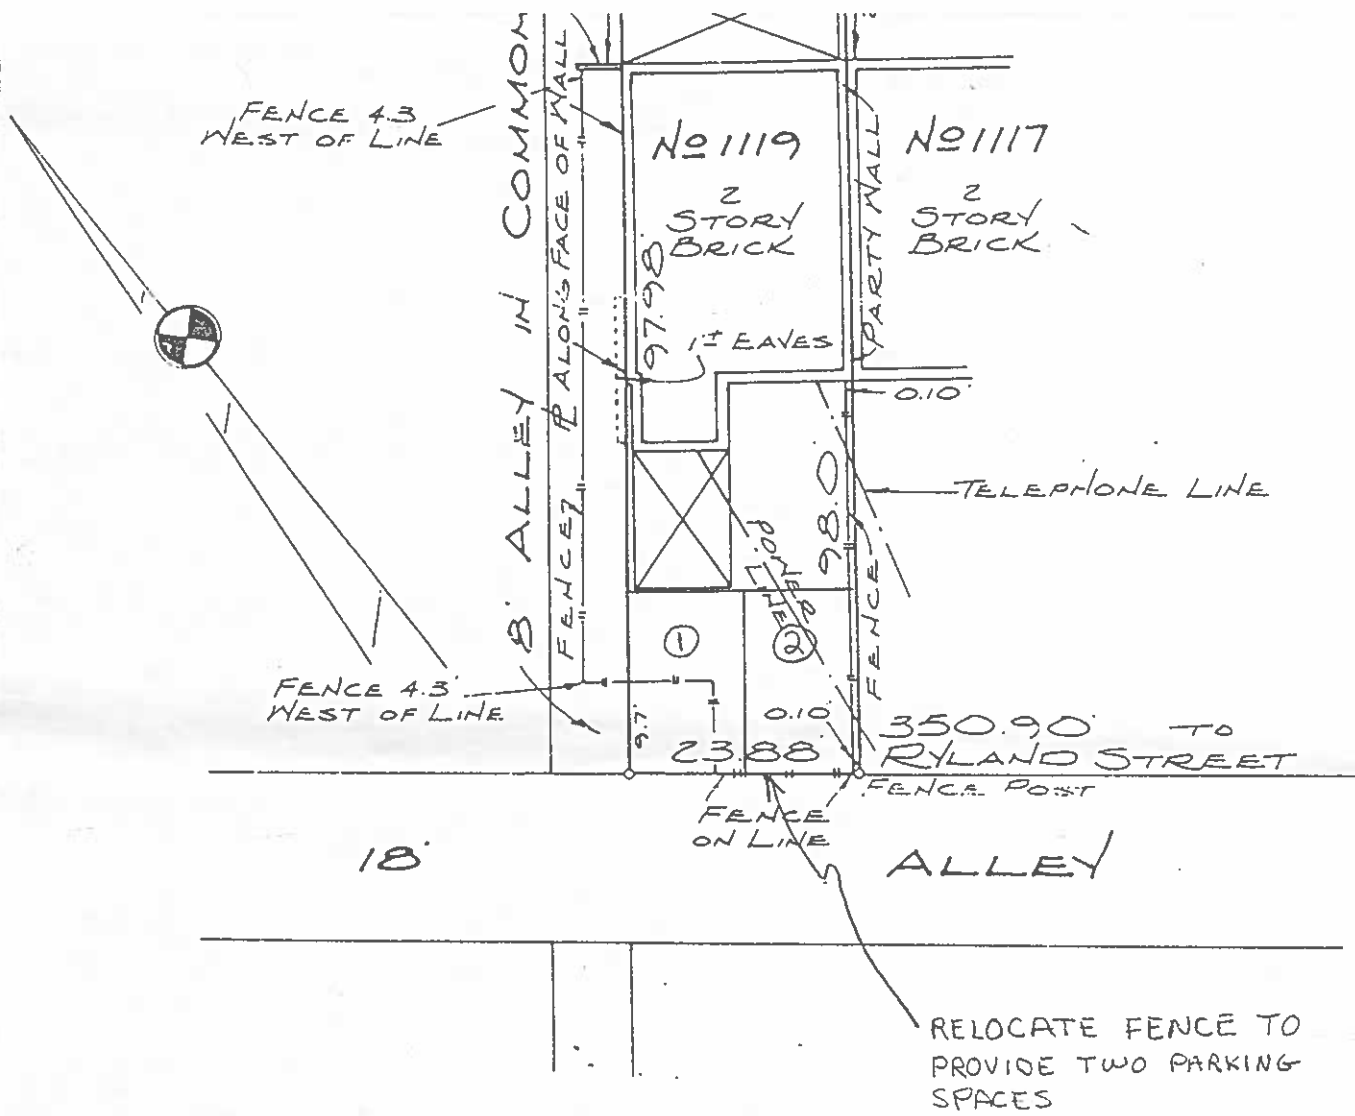 FENCE 4.3
WEST OF LINE
8' ALLEY IN COMMON
FENCE 7
℄ ALONG FACE OF WALL
No 1119
2
STORY
BRICK
97.98'
1'± EAVES
PARTY WALL
No 1117
2
STORY
BRICK
0.10'
TELEPHONE LINE
98.0
POWER
LINE
FENCE
1
2
FENCE 4.3'
WEST OF LINE
9.7'
0.10'
23.88
350.90' TO
RYLAND STREET
FENCE POST
FENCE
ON LINE
18'
ALLEY
RELOCATE FENCE TO
PROVIDE TWO PARKING
SPACES